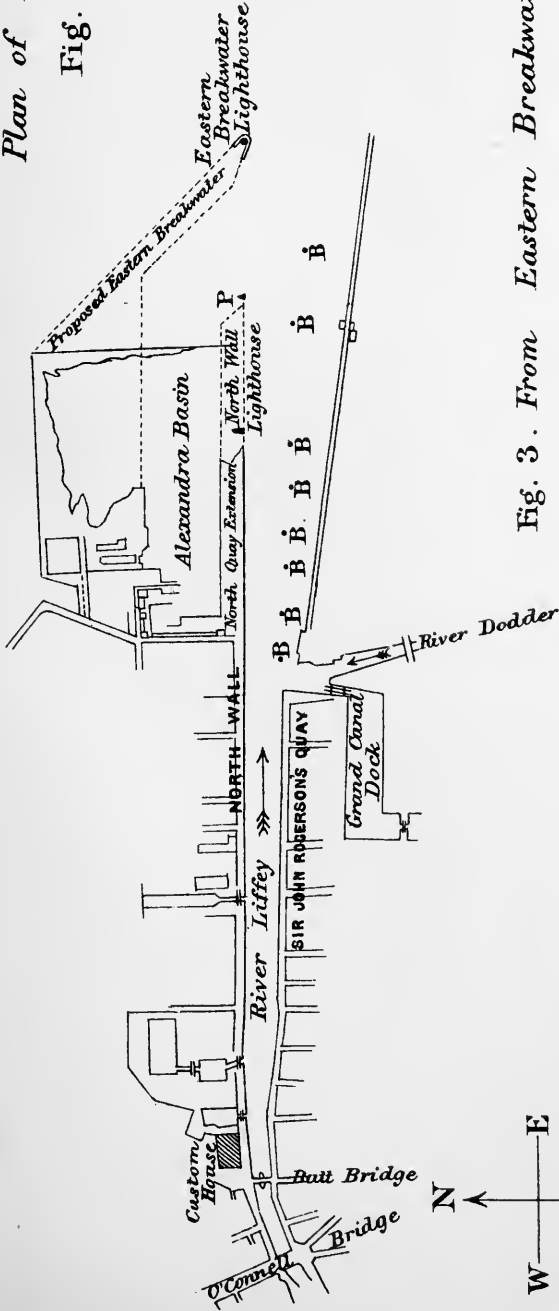 Plan of
Fig.
Eastern
Breakwater
Lighthouse
Proposed Eastern Breakwater
P
North Wall
Lighthouse
Alexandra Basin
North Quay Extension
B
B
B
B
B.
B
B
B
River Dodder
NORTH WALL
River Liffey
SIR JOHN ROGERSON'S QUAY
Grand Canal
Dock
Custom
House
Butt Bridge
O'Connell
Bridge
N
W
E
Fig. 3. From Eastern Breakwa